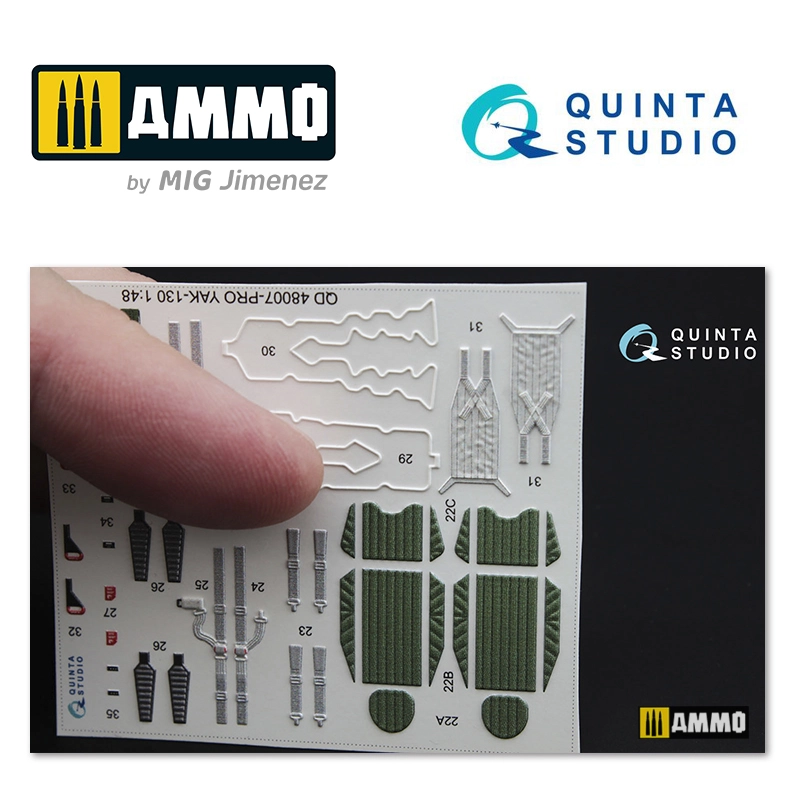 AMMO
by MIG Jimenez
QUINTA
STUDIO
QD 48007-PRO YAK-130 1:48
QUINTA
STUDIO
30
31
29
31
33
22C
34
26
25
24
27
32
23
26
22B
QUINTA
STUDIO
35
22A
AMMO